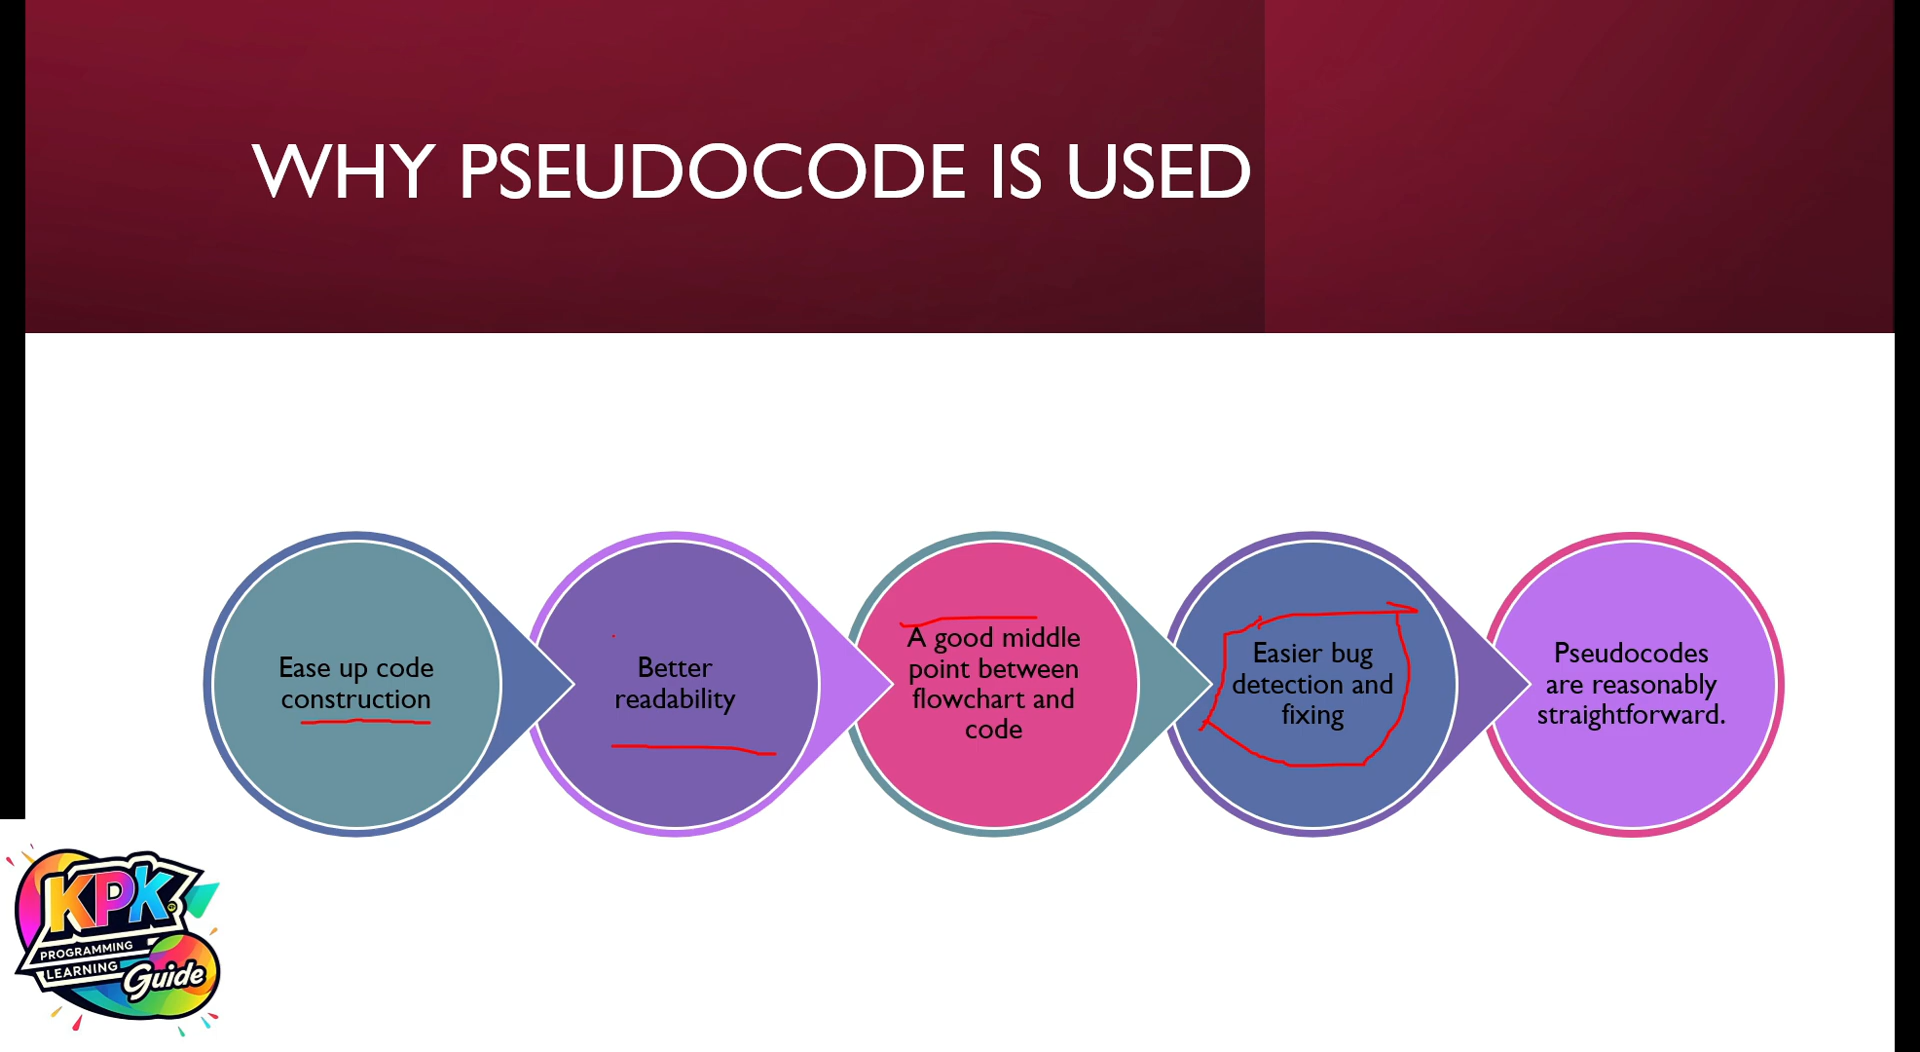 WHY PSEUDOCODE IS USED
Ease up code
construction
Better
readability
A good middle
point between
flowchart and
code
Easier bug
detection and
fixing
Pseudocodes
are reasonably
straightforward.
KPK
PROGRAMMING
LEARNING
Guide